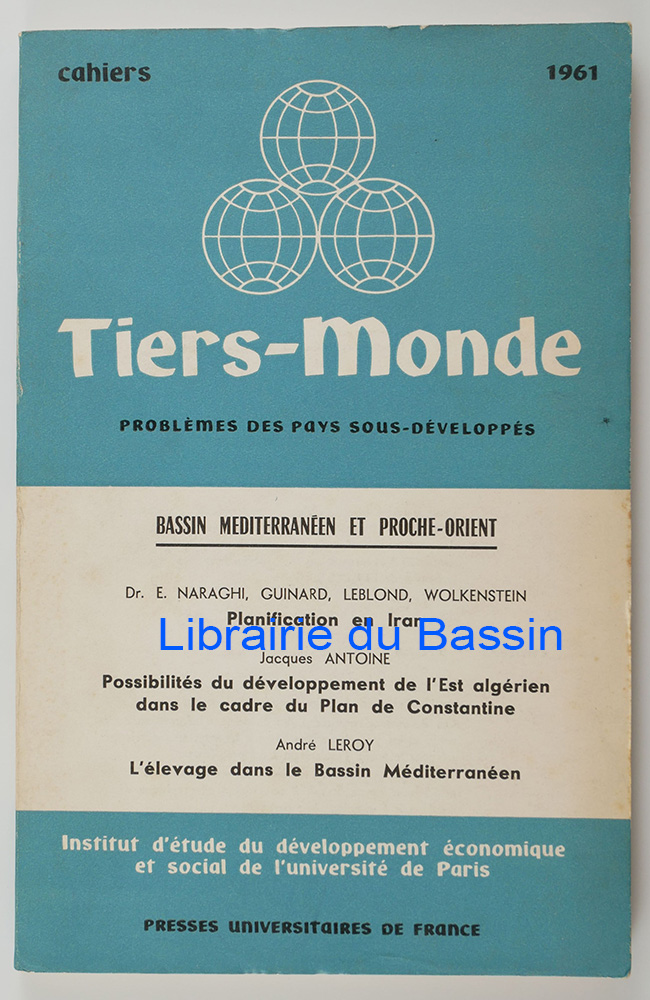 cahiers
1961
Tiers-Monde
PROBLÈMES DES PAYS SOUS-DÉVELOPPÉS
BASSIN MEDITERRANÉEN ET PROCHE-ORIENT
Dr. E. NARAGHI, GUINARD, LEBLOND, WOLKENSTEIN
Planification en Iran
Librairie du Bassin
Jacques ANTOINE
Possibilités du développement de l'Est algérien
dans le cadre du Plan de Constantine
André LEROY
L'élevage dans le Bassin Méditerranéen
Institut d'étude du développement économique
et social de l'université de Paris
PRESSES UNIVERSITAIRES DE FRANCE